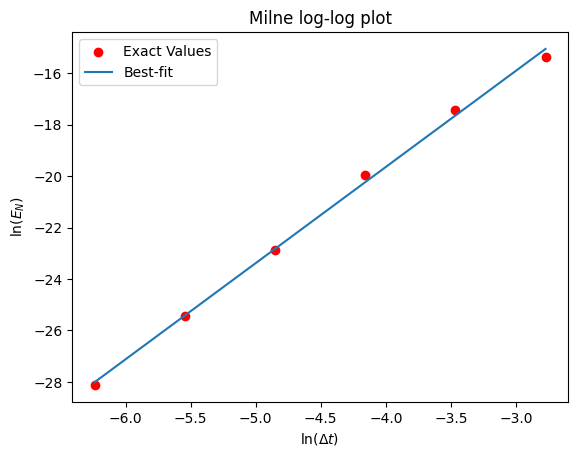 Milne log-log plot
Exact Values
Best-fit
−16
−18
−20
−22
−24
−26
−28
ln(E_N)
−6.0 −5.5 −5.0 −4.5 −4.0 −3.5 −3.0
ln(Δt)